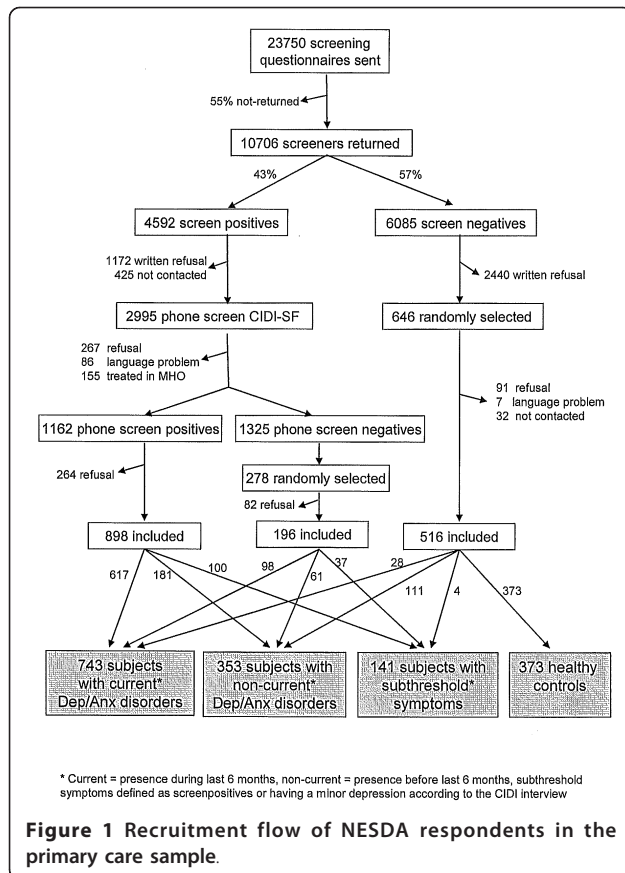 23750 screening
questionnaires sent
55% not-returned
10706 screeners returned
43%
57%
4592 screen positives
6085 screen negatives
1172 written refusal
425 not contacted
2440 written refusal
2995 phone screen CIDI-SF
646 randomly selected
267 refusal
86 language problem
155 treated in MHO
91 refusal
7 language problem
32 not contacted
1162 phone screen positives
1325 phone screen negatives
264 refusal
278 randomly selected
82 refusal
898 included
196 included
516 included
617
181
100
98
61
37
28
111
4
373
743 subjects
with current*
Dep/Anx disorders
353 subjects with
non-current*
Dep/Anx disorders
141 subjects with
subthreshold*
symptoms
373 healthy
controls
* Current = presence during last 6 months, non-current = presence before last 6 months, subthreshold
symptoms defined as screenpositives or having a minor depression according to the CIDI interview
Figure 1 Recruitment flow of NESDA respondents in the
primary care sample.